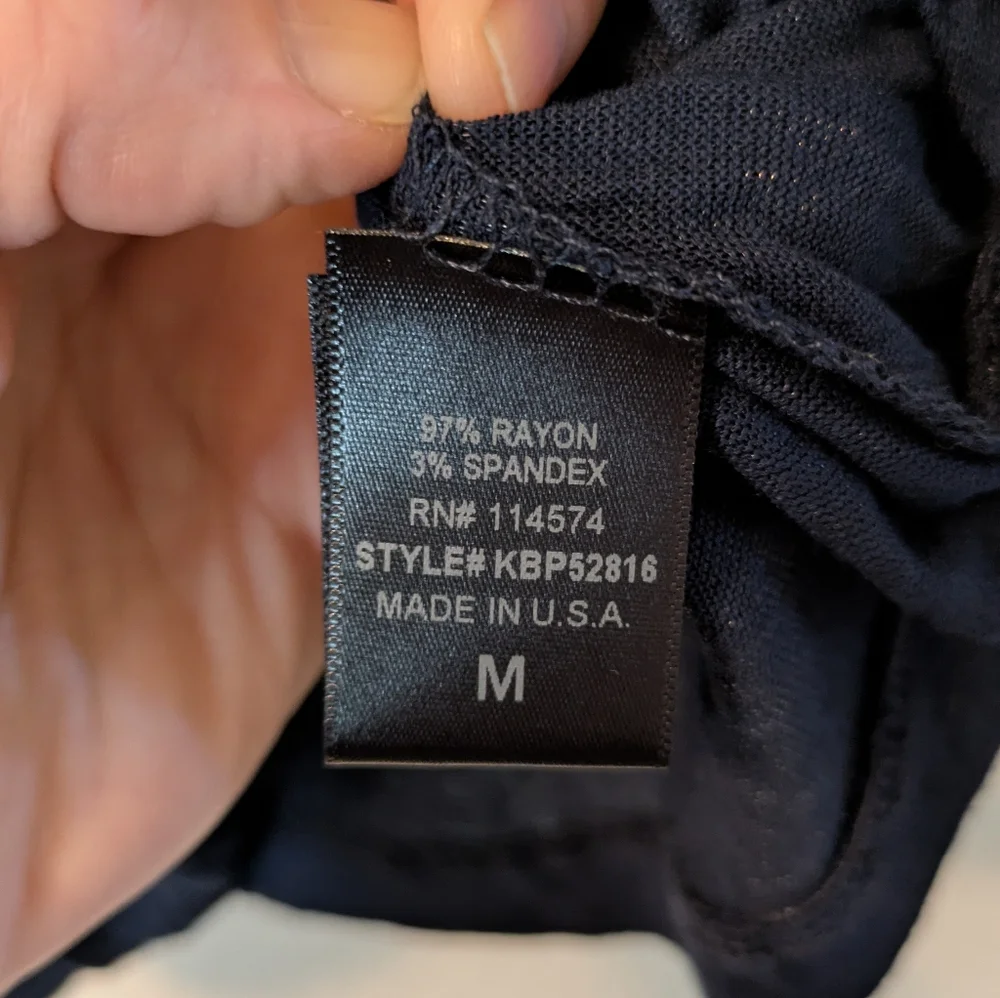 97% RAYON
3% SPANDEX
RN# 114574
STYLE# KBP52816
MADE IN U.S.A.
M